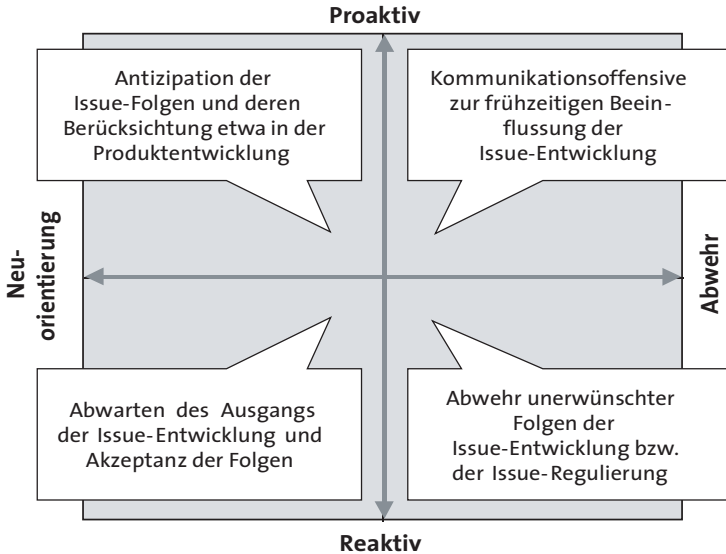 Proaktiv
Antizipation der
Issue-Folgen und deren
Berücksichtung etwa in der
Produktentwicklung
Kommunikationsoffensive
zur frühzeitigen Beein-
flussung der
Issue-Entwicklung
Neu-
orientierung
Abwehr
Abwarten des Ausgangs
der Issue-Entwicklung und
Akzeptanz der Folgen
Abwehr unerwünschter
Folgen der
Issue-Entwicklung bzw.
der Issue-Regulierung
Reaktiv